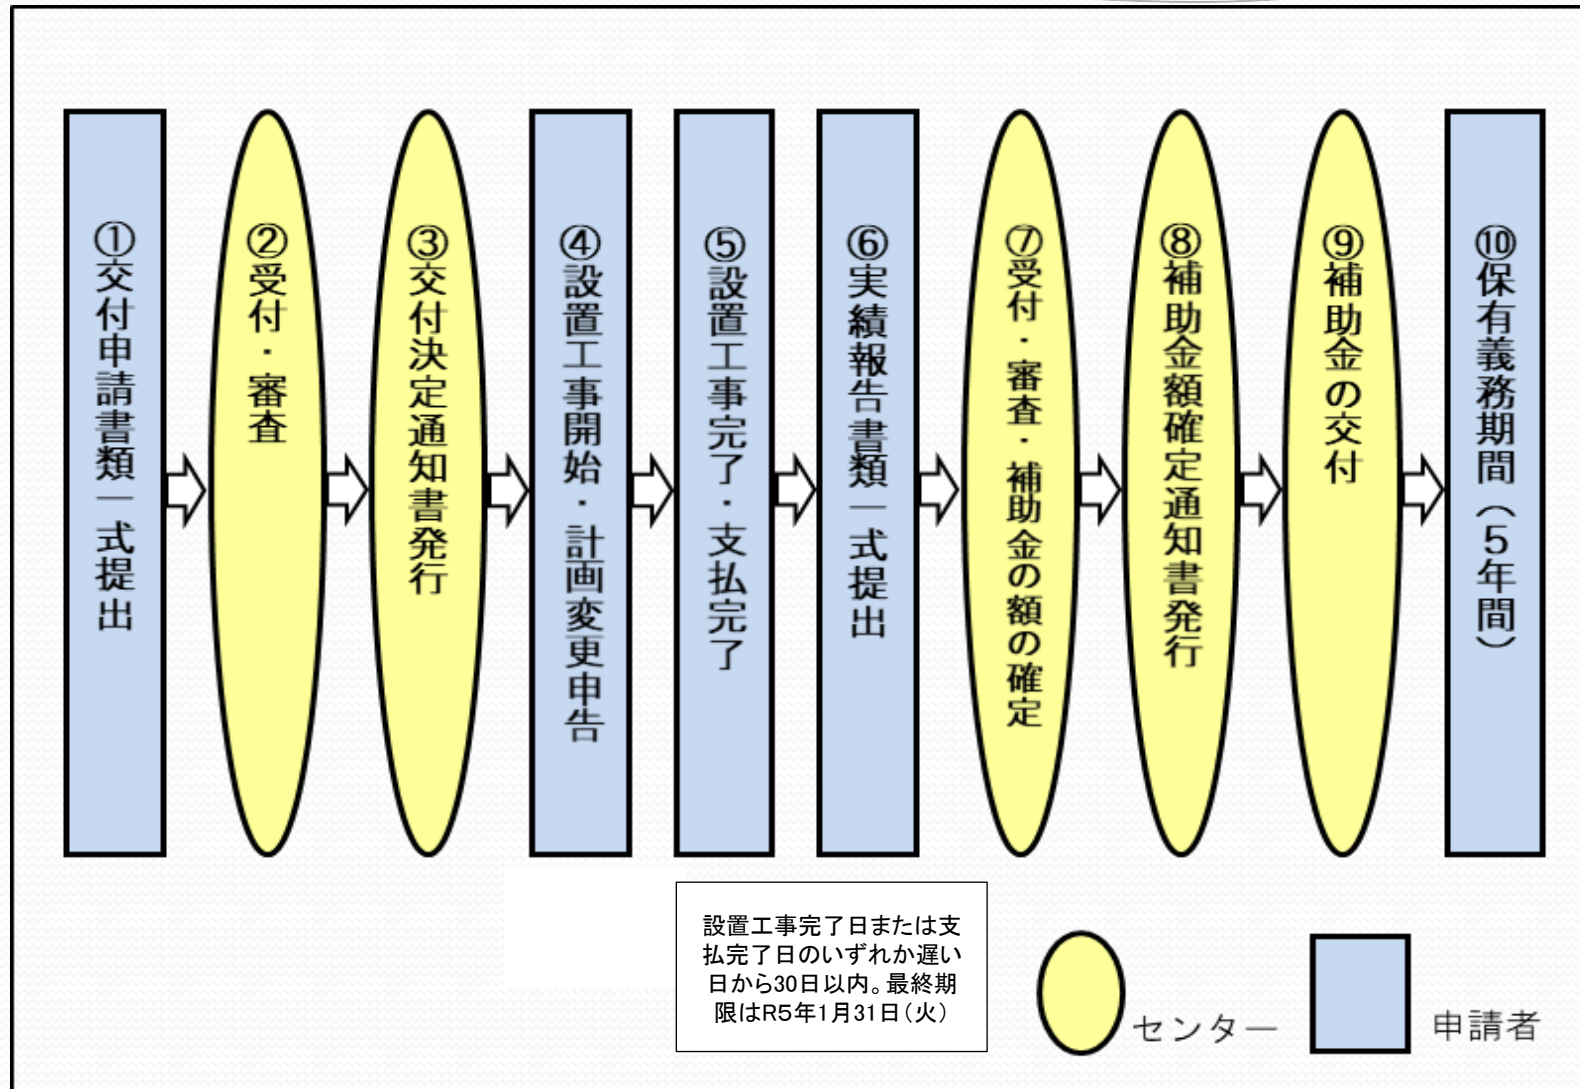 ①交付申請書類一式提出
②受付・審査
③交付決定通知書発行
④設置工事開始・計画変更申告
⑤設置工事完了・支払完了
⑥実績報告書類一式提出
⑦受付・審査・補助金の額の確定
⑧補助金額確定通知書発行
⑨補助金の交付
⑩保有義務期間（５年間）
設置工事完了日または支
払完了日のいずれか遅い
日から30日以内。最終期
限はR5年1月31日（火）
センター
申請者